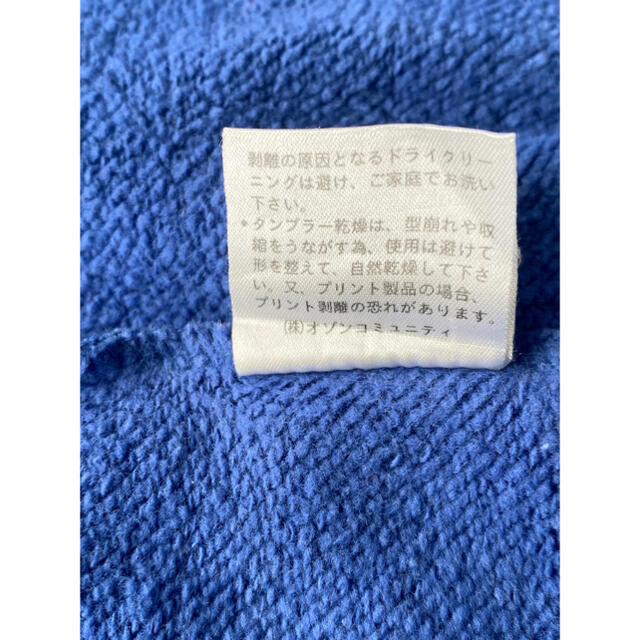 剥離の原因となるドライクリー
ニングは避け、ご家庭でお洗い
下さい。
*タンブラー乾燥は、型崩れや収
縮をうながす為、使用は避けて
形を整えて、自然乾燥して下さ
い。又、プリント製品の場合、
プリント剥離の恐れがあります。
㈱オゾンコミュニティ